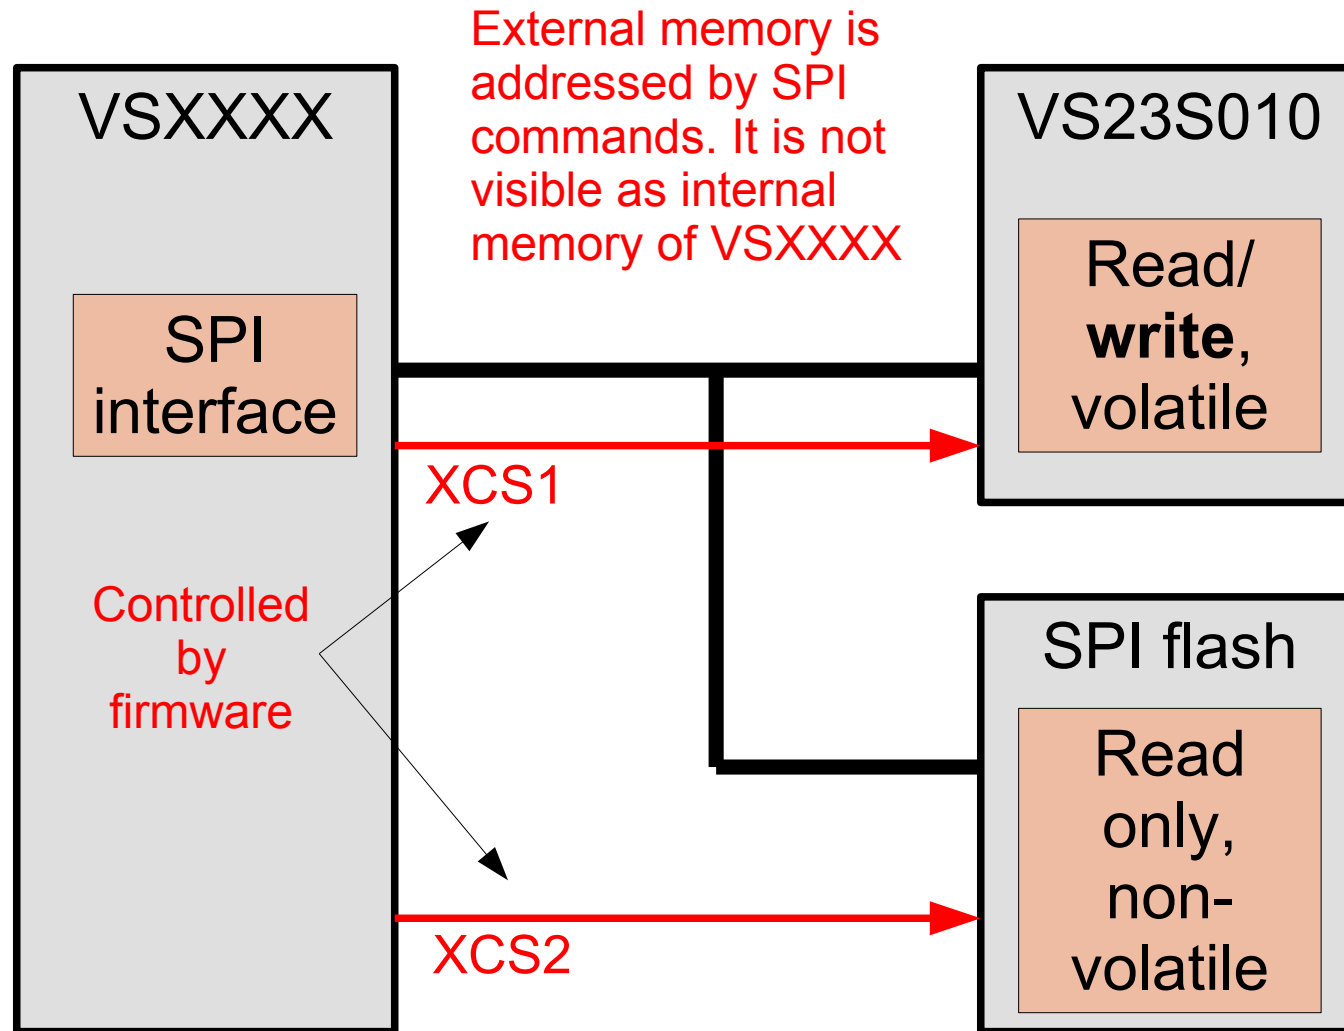 External memory is
addressed by SPI
commands. It is not
visible as internal
memory of VSXXXX
VSXXXX
SPI
interface
XCS1
Controlled
by
firmware
XCS2
VS23S010
Read/
write,
volatile
SPI flash
Read
only,
non-
volatile